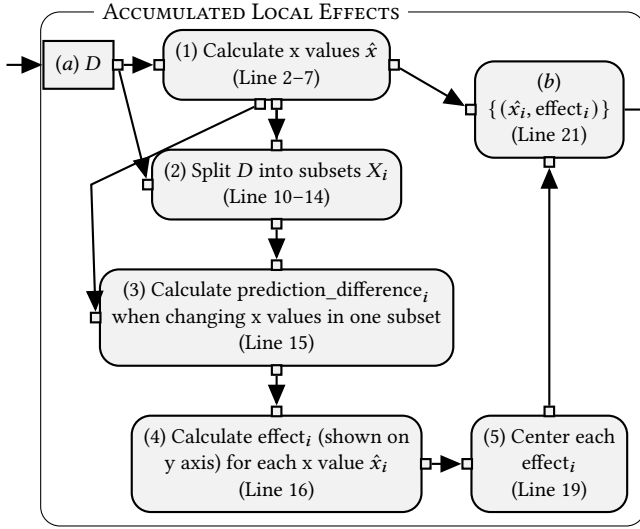 ACCUMULATED LOCAL EFFECTS
(a) D
(1) Calculate x values x̂
(Line 2–7)
(b)
{(x̂ᵢ, effectᵢ)}
(Line 21)
(2) Split D into subsets Xᵢ
(Line 10–14)
(3) Calculate prediction_differenceᵢ
when changing x values in one subset
(Line 15)
(4) Calculate effectᵢ (shown on
y axis) for each x value x̂ᵢ
(Line 16)
(5) Center each
effectᵢ
(Line 19)